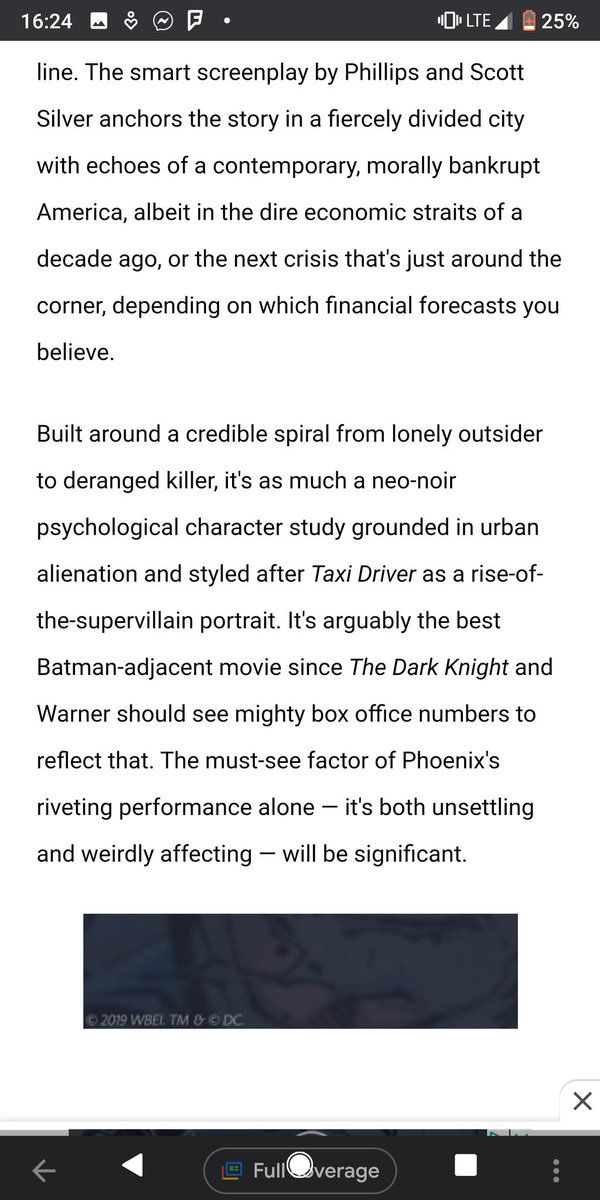 16:24
LTE
25%
line. The smart screenplay by Phillips and Scott
Silver anchors the story in a fiercely divided city
with echoes of a contemporary, morally bankrupt
America, albeit in the dire economic straits of a
decade ago, or the next crisis that's just around the
corner, depending on which financial forecasts you
believe.
Built around a credible spiral from lonely outsider
to deranged killer, it's as much a neo-noir
psychological character study grounded in urban
alienation and styled after Taxi Driver as a rise-of-
the-supervillain portrait. It's arguably the best
Batman-adjacent movie since The Dark Knight and
Warner should see mighty box office numbers to
reflect that. The must-see factor of Phoenix's
riveting performance alone — it's both unsettling
and weirdly affecting — will be significant.
© 2019 WBEI. TM & © DC.
Full